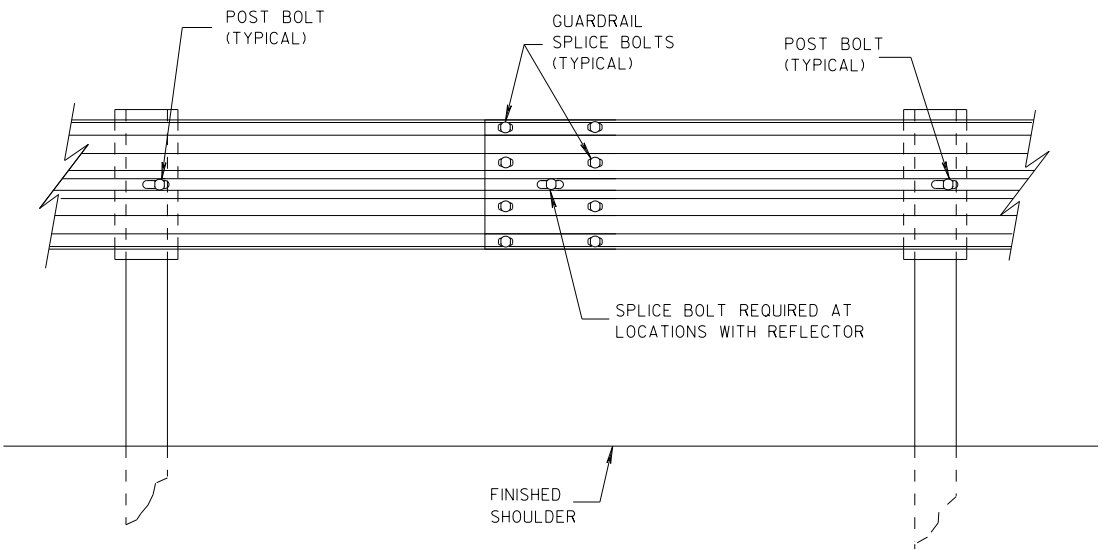 POST BOLT
(TYPICAL)
GUARDRAIL
SPLICE BOLTS
(TYPICAL)
POST BOLT
(TYPICAL)
SPLICE BOLT REQUIRED AT
LOCATIONS WITH REFLECTOR
FINISHED
SHOULDER